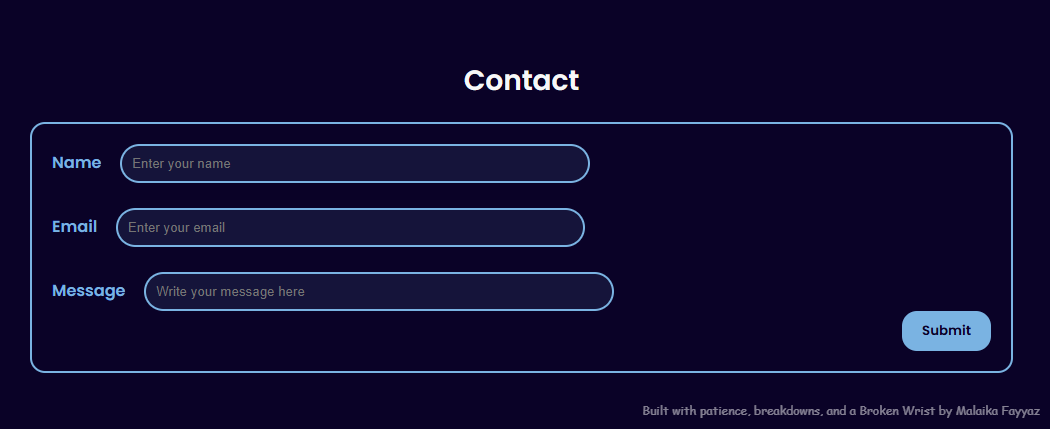 Contact
Name Enter your name
Email Enter your email
Message Write your message here
Submit
Built with patience, breakdowns, and a Broken Wrist by Malaika Fayyaz